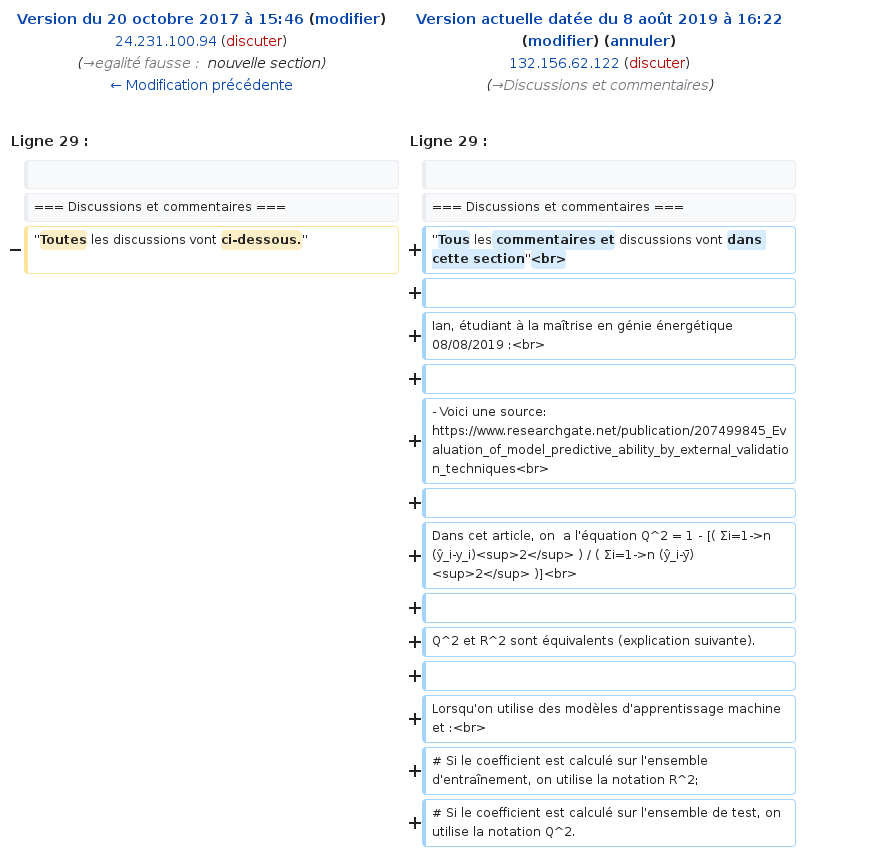 Version du 20 octobre 2017 à 15:46 (modifier)
24.231.100.94 (discuter)
(→egalité fausse : nouvelle section)
← Modification précédente
Version actuelle datée du 8 août 2019 à 16:22
(modifier) (annuler)
132.156.62.122 (discuter)
(→Discussions et commentaires)
Ligne 29 :
Ligne 29 :
=== Discussions et commentaires ===
=== Discussions et commentaires ===
− ''Toutes les discussions vont ci-dessous.''
+ ''Tous les commentaires et discussions vont dans
cette section''<br>
+
+ Ian, étudiant à la maîtrise en génie énergétique
08/08/2019 :<br>
+
+ - Voici une source:
https://www.researchgate.net/publication/207499845_Ev
aluation_of_model_predictive_ability_by_external_validatio
n_techniques<br>
+
+ Dans cet article, on  a l'équation Q^2 = 1 - [( Σi=1->n
(ŷ_i-y_i)<sup>2</sup> ) / ( Σi=1->n (ŷ_i-ȳ)
<sup>2</sup> )]<br>
+
+ Q^2 et R^2 sont équivalents (explication suivante).
+
+ Lorsqu'on utilise des modèles d'apprentissage machine
et :<br>
+ # Si le coefficient est calculé sur l'ensemble
d'entraînement, on utilise la notation R^2;
+ # Si le coefficient est calculé sur l'ensemble de test, on
utilise la notation Q^2.